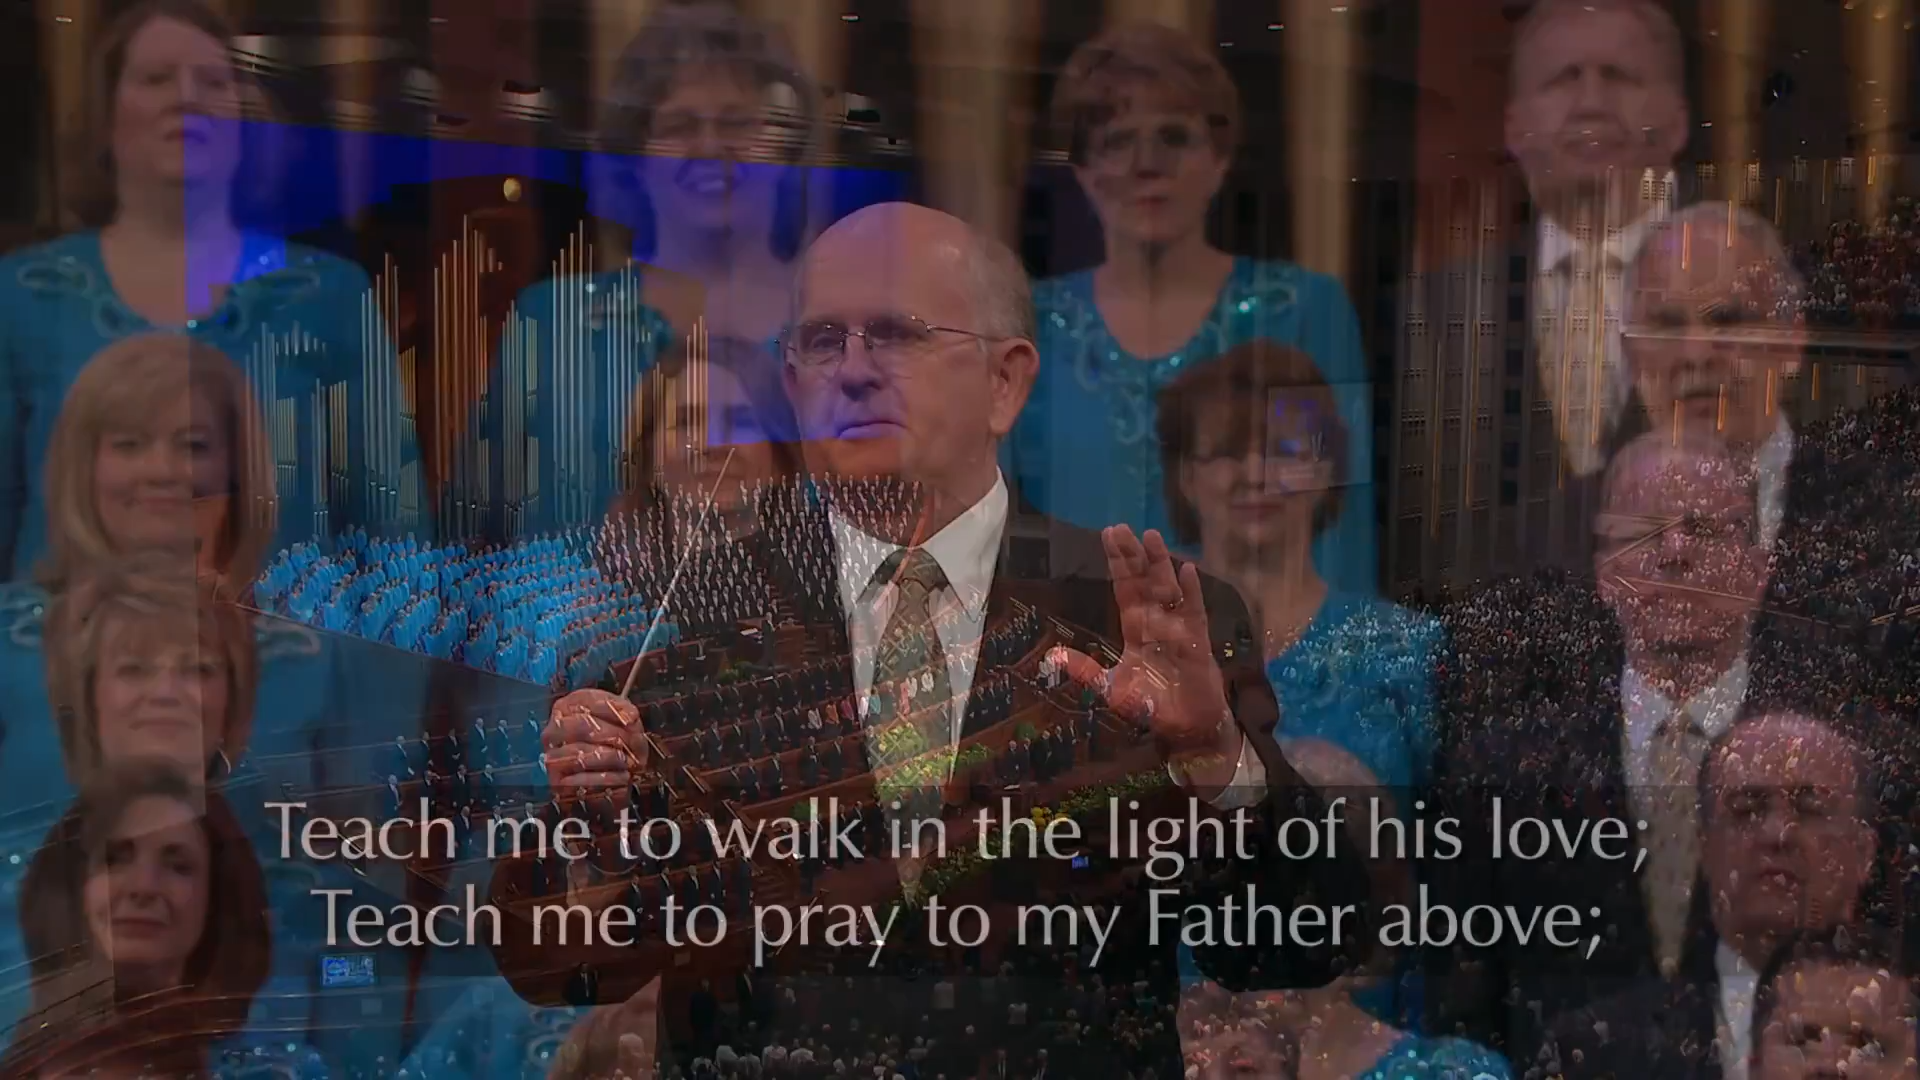 Teach me to walk in the light of his love;
Teach me to pray to my Father above;